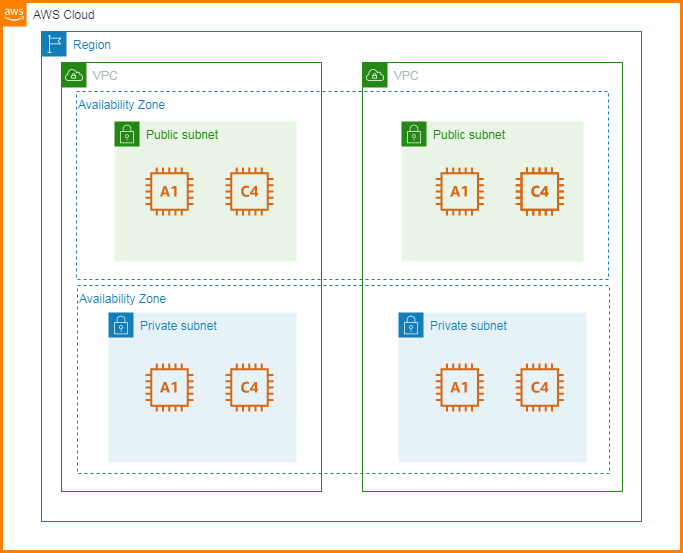 aws
AWS Cloud
Region
VPC
VPC
Availability Zone
Public subnet
Public subnet
A1
C4
A1
C4
Availability Zone
Private subnet
Private subnet
A1
C4
A1
C4